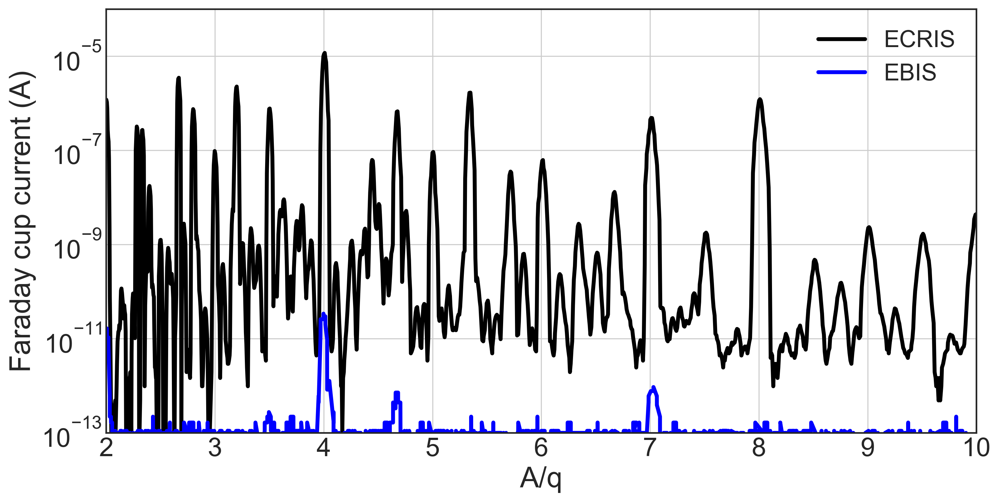 Faraday cup current (A)
10⁻⁵
10⁻⁷
10⁻⁹
10⁻¹¹
10⁻¹³
ECRIS
EBIS
2 3 4 5 6 7 8 9 10
A/q